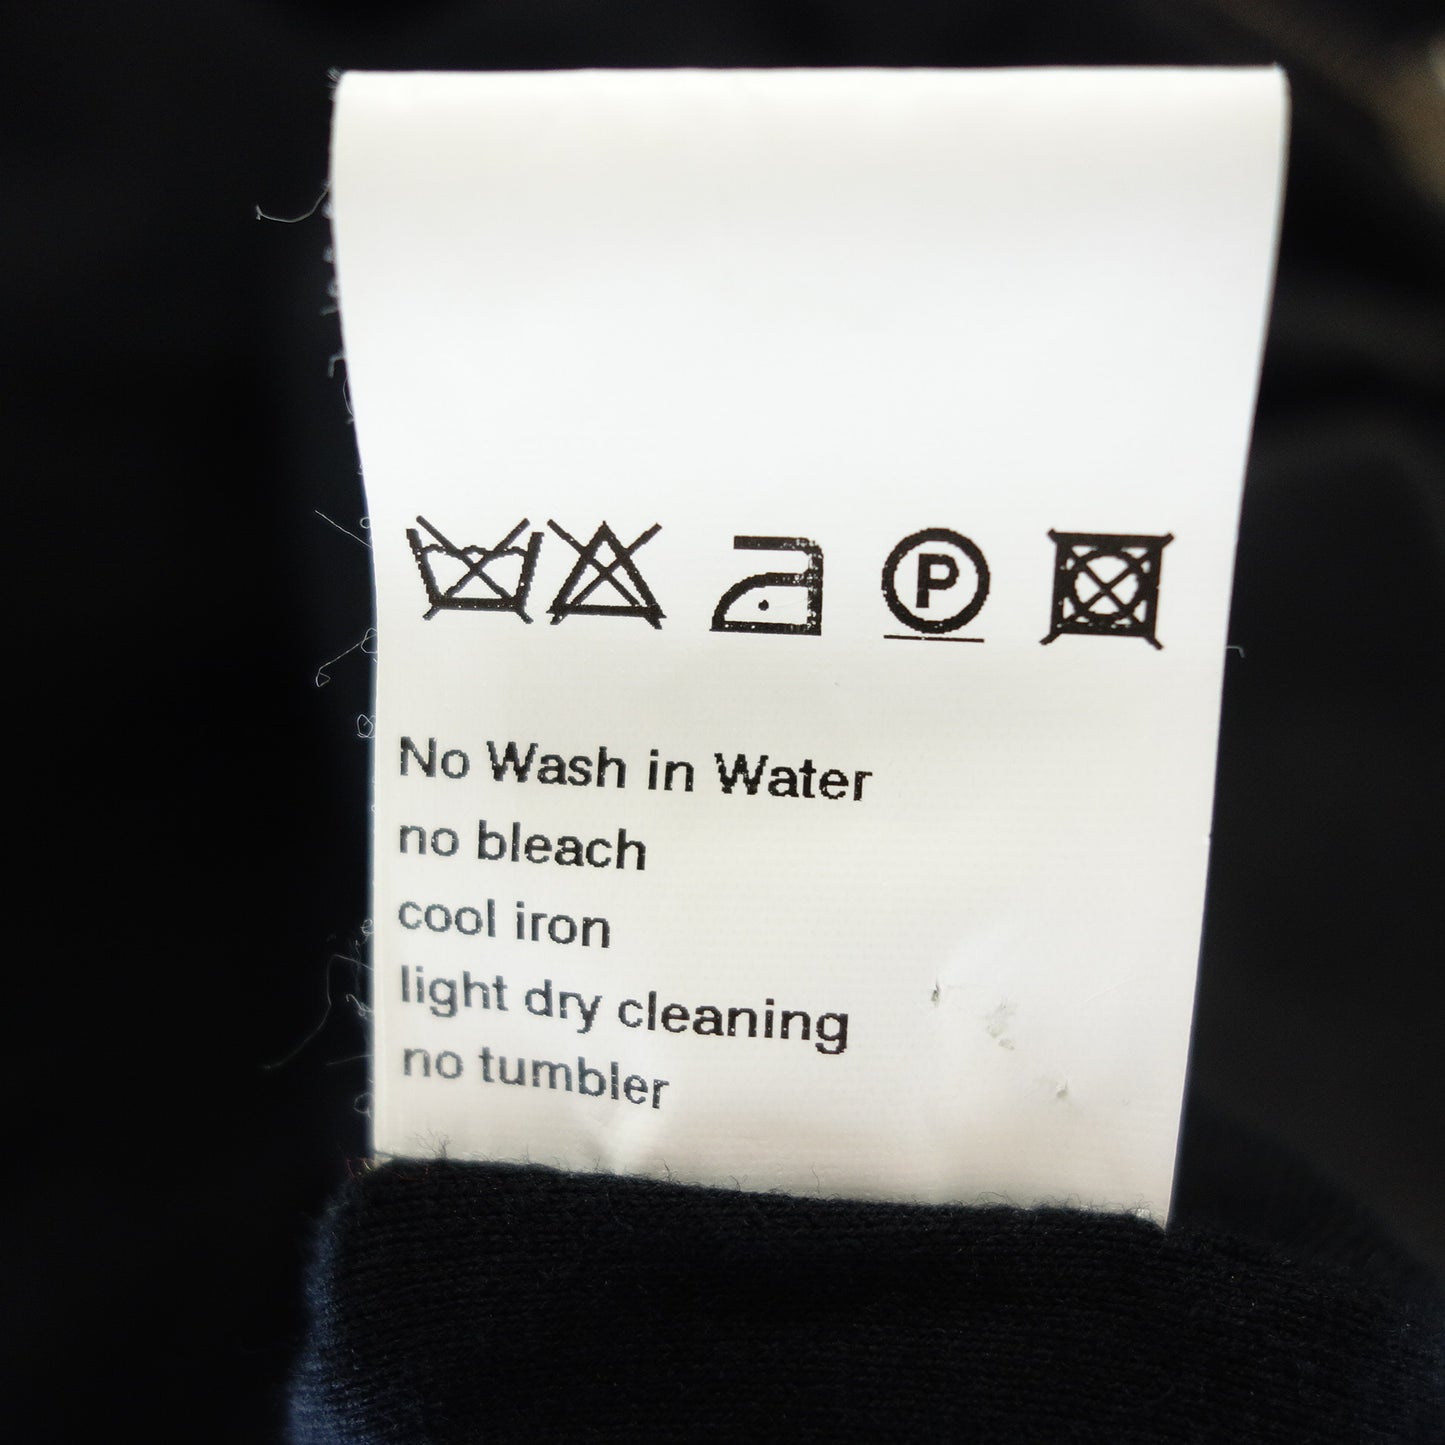 P
No Wash in Water
no bleach
cool iron
light dry cleaning
no tumbler